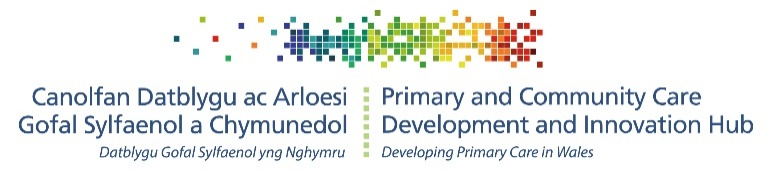 Canolfan Datblygu ac Arloesi
Gofal Sylfaenol a Chymunedol
Datblygu Gofal Sylfaenol yng Nghymru
Primary and Community Care
Development and Innovation Hub
Developing Primary Care in Wales